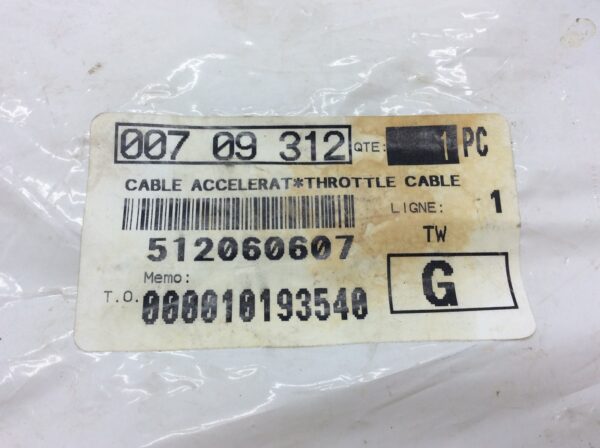 007 09 312 QTE: 1 PC
CABLE ACCELERAT*THROTTLE CABLE
LIGNE: 1
512060607
TW
Memo:
G
T.O. 000010193540